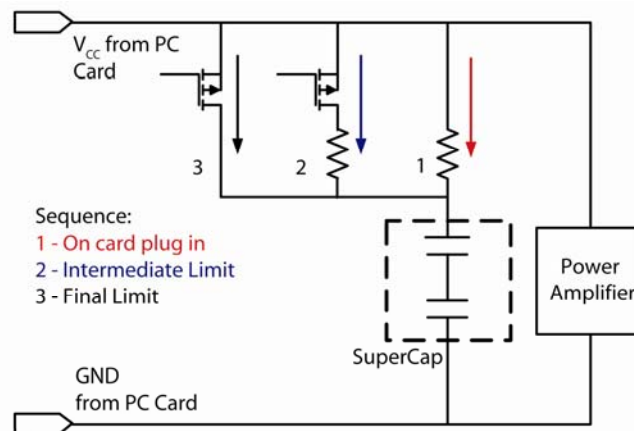 V_CC from PC
Card
3
2
1
Sequence:
1 - On card plug in
2 - Intermediate Limit
3 - Final Limit
Power
Amplifier
SuperCap
GND
from PC Card